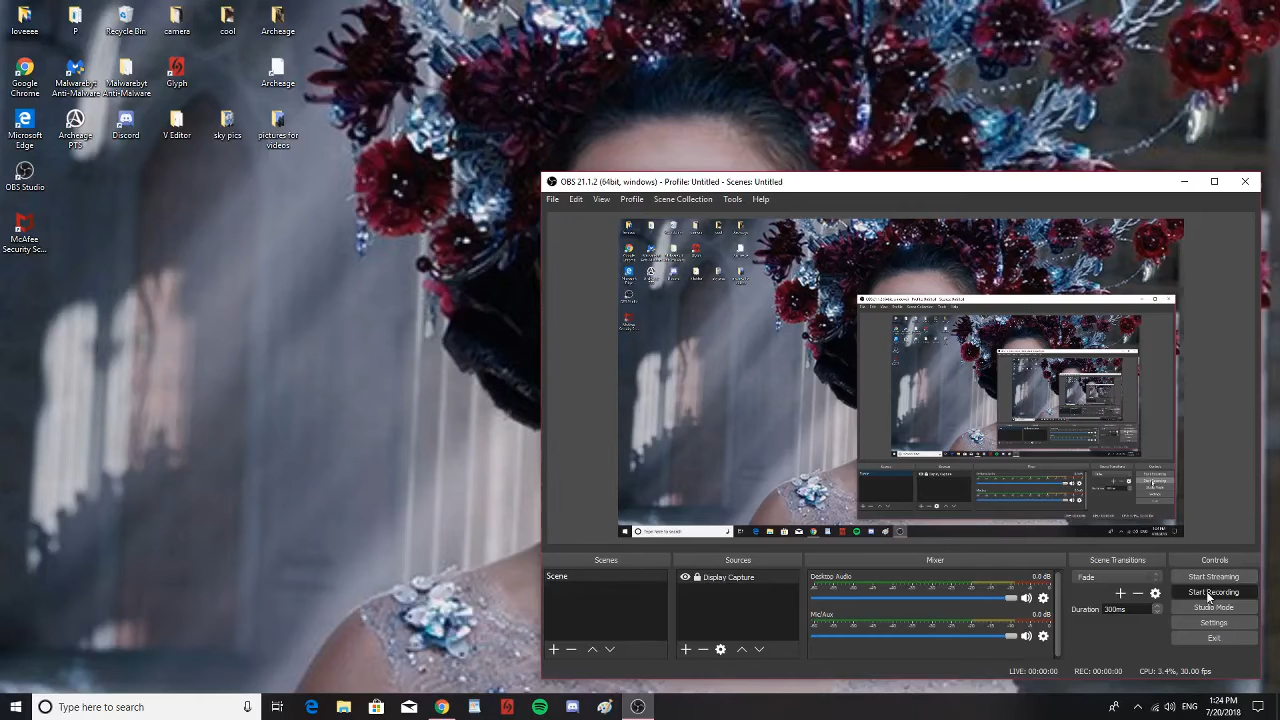 loveeee
P
Recycle Bin
camera
cool
Archeage
Google Chrome
Malwarebyt Anti-Malware
Malwarebyt Anti-Malware
Glyph
Archeage
Microsoft Edge
Archeage PTS
Discord
V Editor
sky pics
pictures for videos
OBS Studio
McAfee Security Sc...
OBS 21.1.2 (64bit, windows) - Profile: Untitled - Scenes: Untitled
File Edit View Profile Scene Collection Tools Help
Scenes
Sources
Mixer
Scene Transitions
Controls
Scene
Display Capture
Desktop Audio
0.0 dB
Mic/Aux
0.0 dB
Fade
Duration 300ms
Start Streaming
Start Recording
Studio Mode
Settings
Exit
LIVE: 00:00:00
REC: 00:00:00
CPU: 3.4%, 30.00 fps
Type here to search
ENG
1:24 PM
7/20/2018